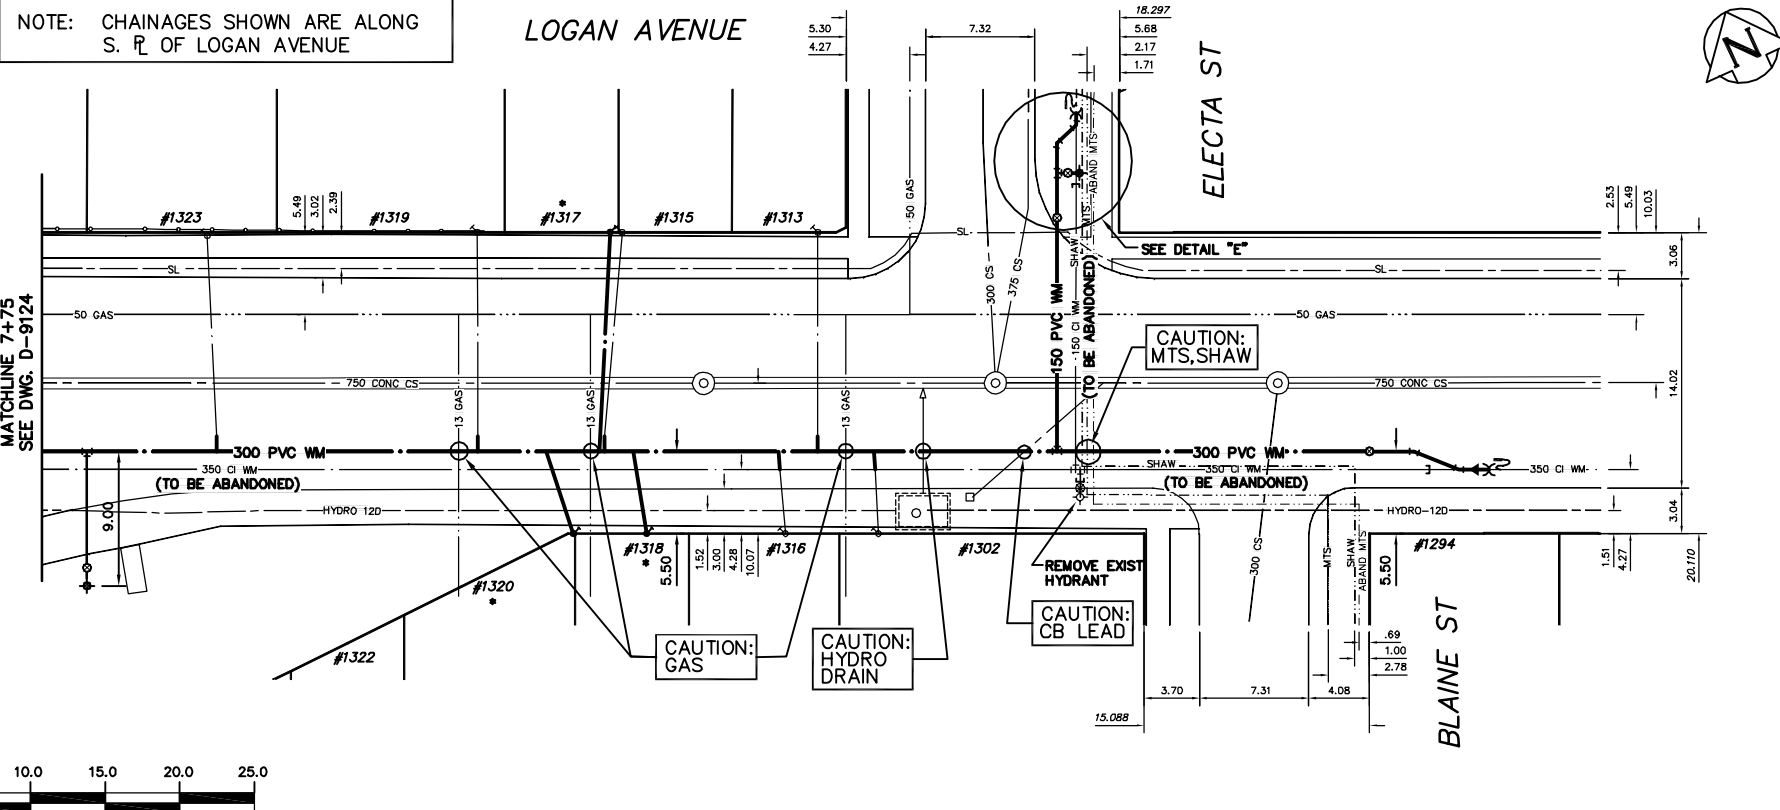 NOTE: CHAINAGES SHOWN ARE ALONG
S. PL OF LOGAN AVENUE
LOGAN AVENUE
5.30
4.27
7.32
18.297
5.68
2.17
1.71
ELECTA ST
N
#1323
5.49
3.02
2.39
#1319
*
#1317
#1315
#1313
50 GAS
SL
SL
300 CS
375 CS
SHAW
MTS
ABAND MTS
SEE DETAIL "E"
SL
2.53
5.49
10.03
3.06
MATCHLINE 7+75
SEE DWG. D-9124
50 GAS
150 PVC WM
150 CI WM
(TO BE ABANDONED)
50 GAS
CAUTION:
MTS,SHAW
14.02
750 CONC CS
750 CONC CS
13 GAS
13 GAS
13 GAS
300 PVC WM
300 PVC WM
350 CI WM
SHAW
350 CI WM
350 CI WM
(TO BE ABANDONED)
(TO BE ABANDONED)
9.00
HYDRO 12D
HYDRO-12D
3.04
#1318
*
5.50
1.52
3.00
4.28
10.07
#1316
#1302
REMOVE EXIST
HYDRANT
300 CS
MTS
SHAW
ABAND MTS
5.50
#1294
1.51
4.27
20.110
#1320
*
#1322
CAUTION:
GAS
CAUTION:
HYDRO
DRAIN
CAUTION:
CB LEAD
.69
1.00
2.78
3.70
7.31
4.08
15.088
BLAINE ST
10.0 15.0 20.0 25.0